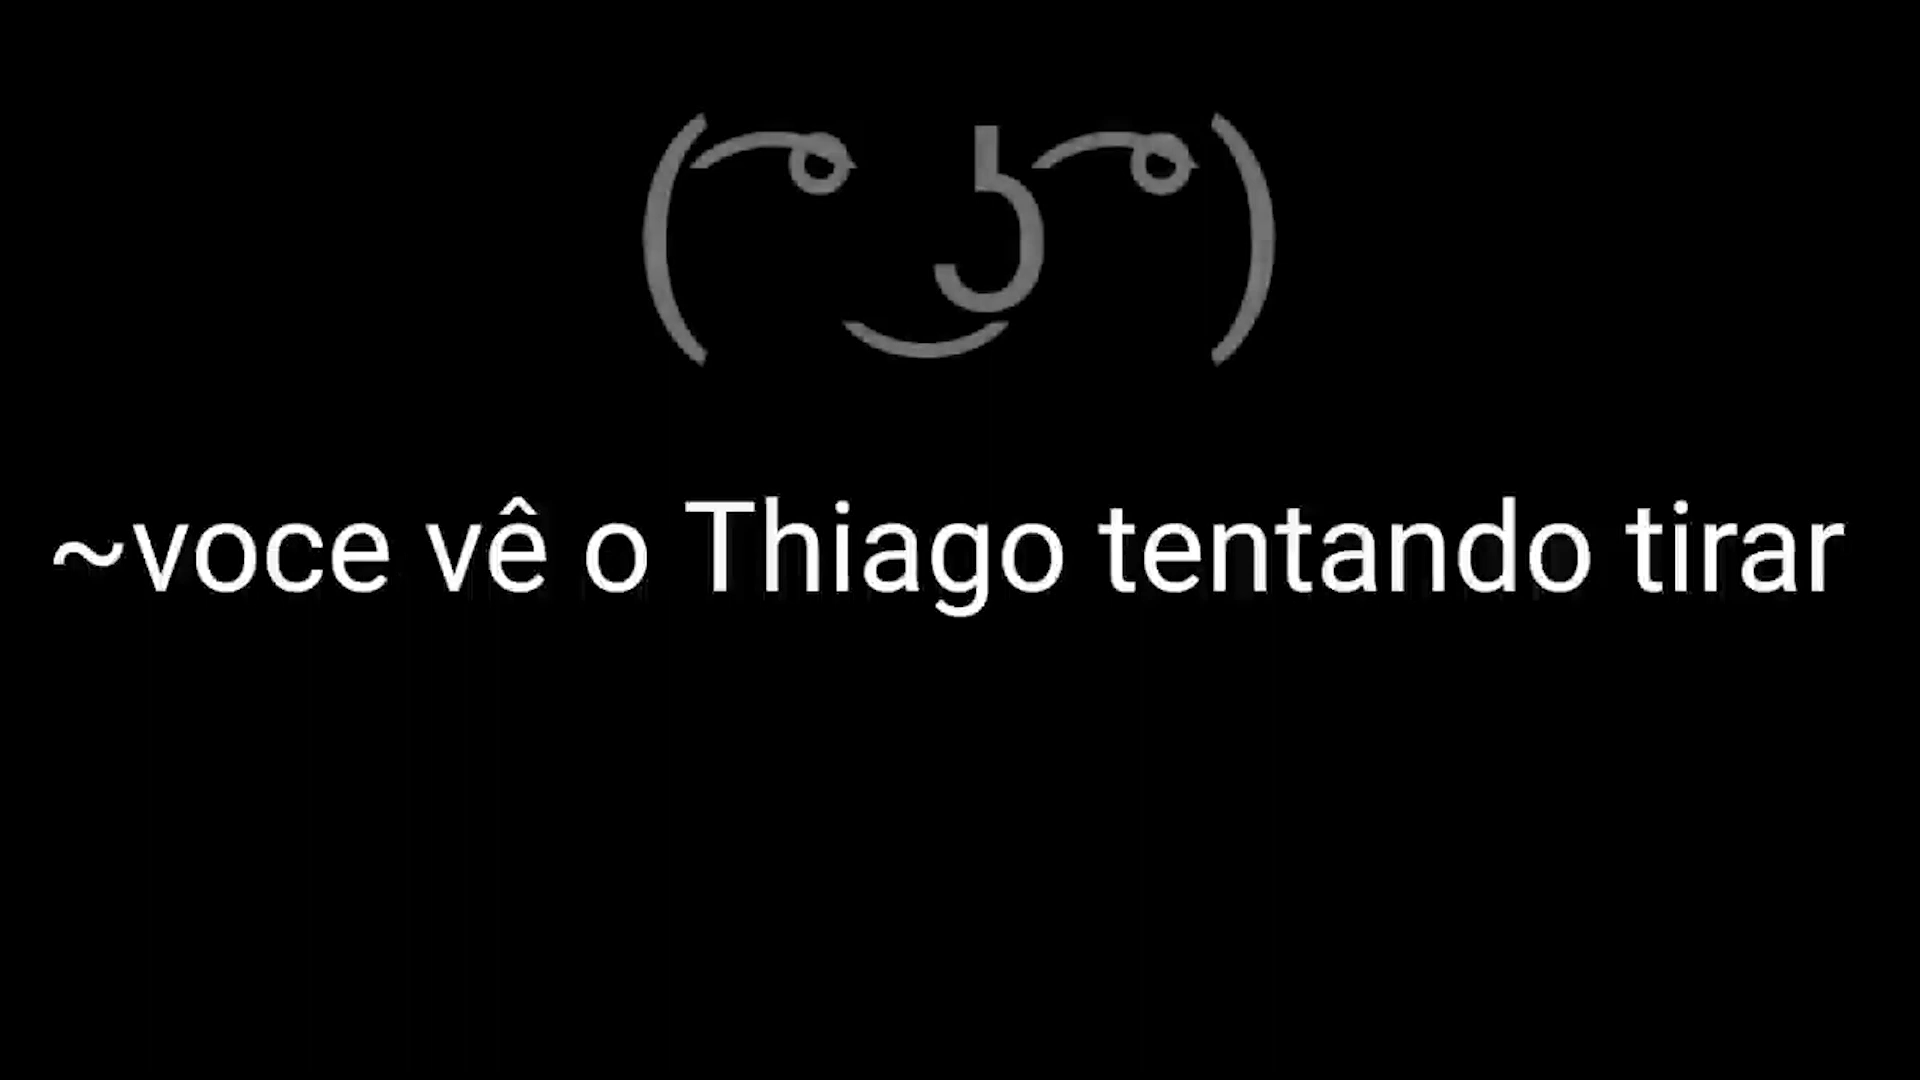 ( ͡° ͜ʖ ͡°)
~voce vê o Thiago tentando tirar